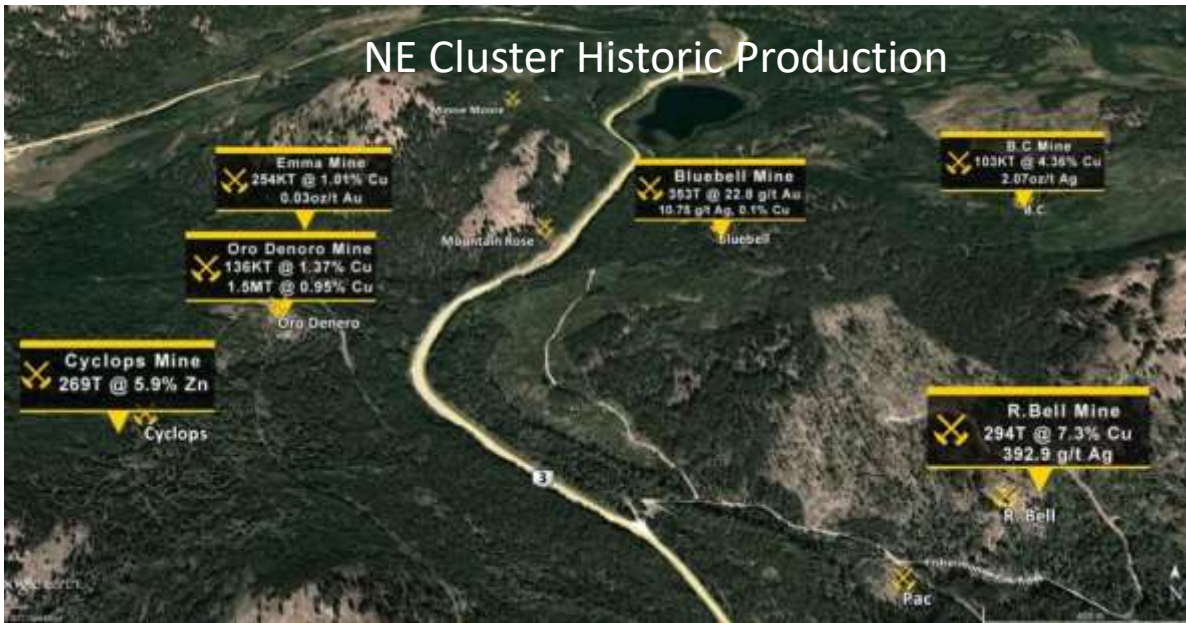 NE Cluster Historic Production
Emma Mine
254KT @ 1.01% Cu
0.03oz/t Au
Oro Denoro Mine
136KT @ 1.37% Cu
1.5MT @ 0.95% Cu
Oro Denero
Cyclops Mine
269T @ 5.9% Zn
Cyclops
Mountain Rose
Bluebell Mine
353T @ 22.8 g/t Au
10.78 g/t Ag, 0.1% Cu
Bluebell
B.C Mine
103KT @ 4.36% Cu
2.07oz/t Ag
B.C
R.Bell Mine
294T @ 7.3% Cu
392.9 g/t Ag
R. Bell
3
Pac
N